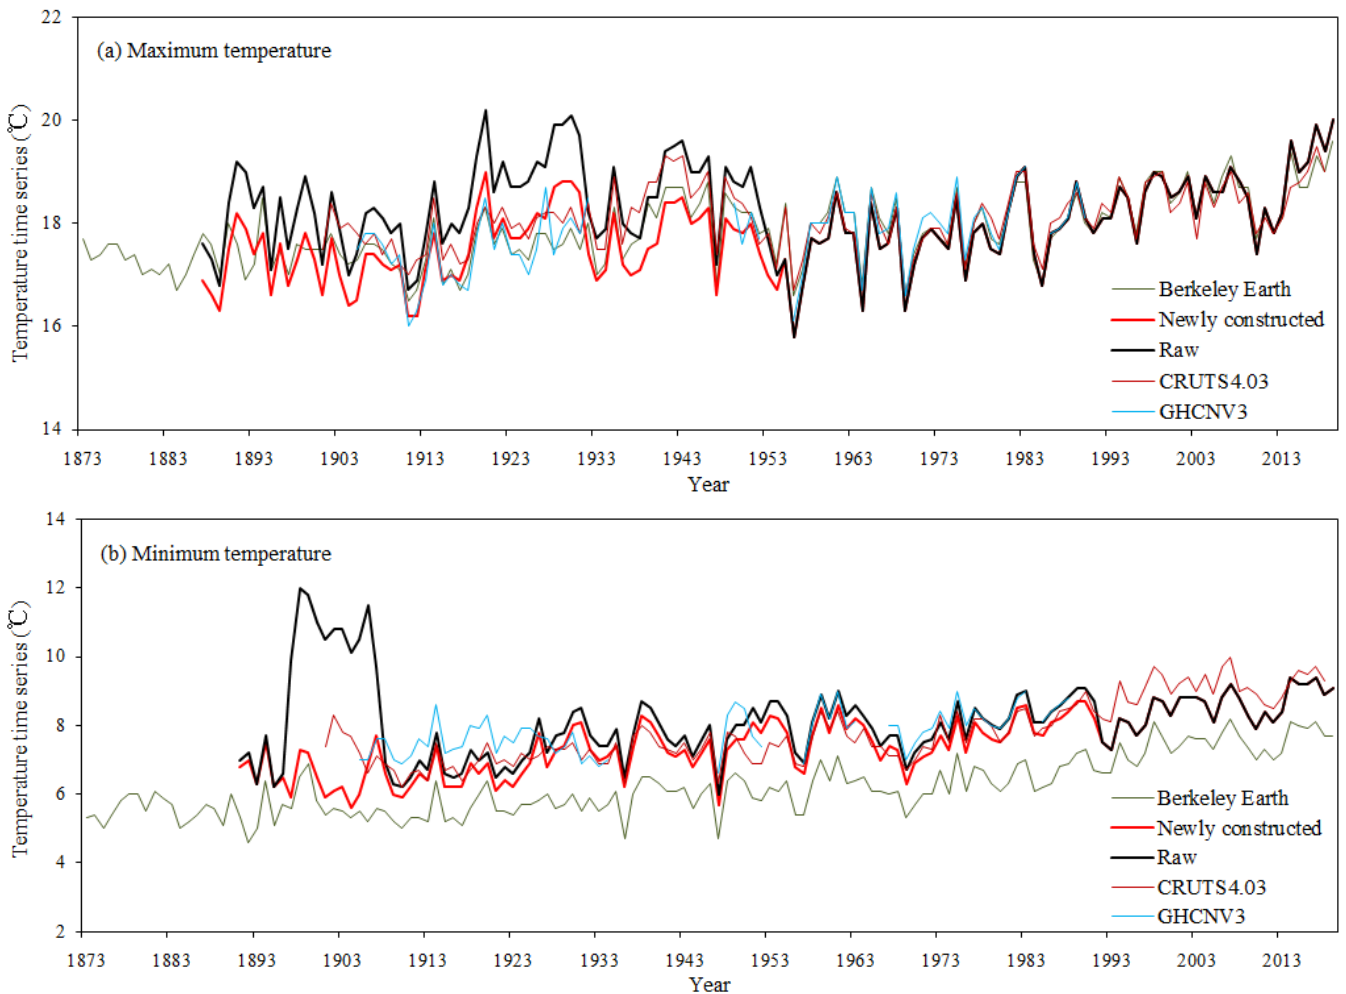 22
(a) Maximum temperature
20
18
16
14
Temperature time series (℃)
Berkeley Earth
Newly constructed
Raw
CRUTS4.03
GHCNV3
1873 1883 1893 1903 1913 1923 1933 1943 1953 1963 1973 1983 1993 2003 2013
Year
14
(b) Minimum temperature
12
10
8
6
4
2
Temperature time series (℃)
Berkeley Earth
Newly constructed
Raw
CRUTS4.03
GHCNV3
1873 1883 1893 1903 1913 1923 1933 1943 1953 1963 1973 1983 1993 2003 2013
Year